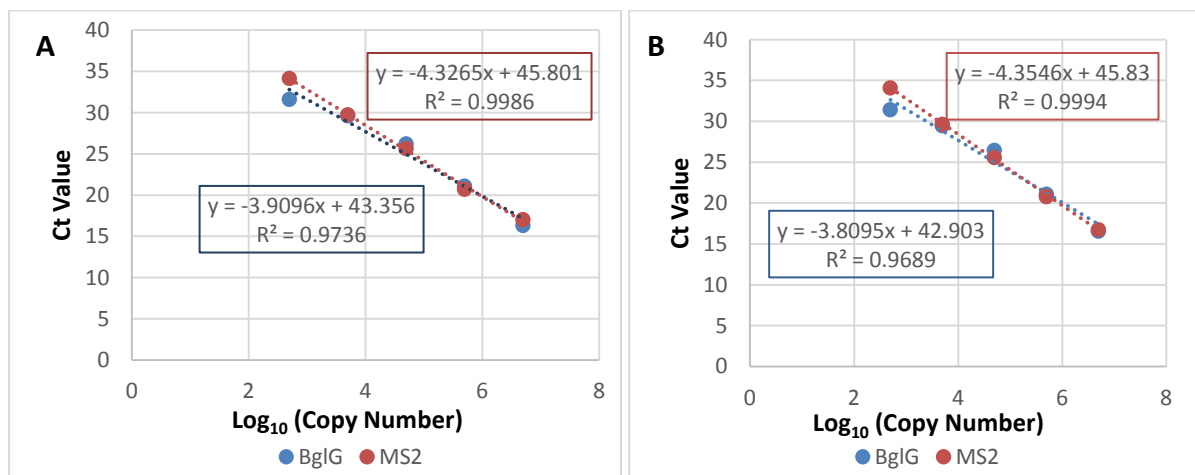 A
40
35
30
25
20
15
10
5
0
Ct Value
y = -4.3265x + 45.801
R² = 0.9986
y = -3.9096x + 43.356
R² = 0.9736
0 2 4 6 8
Log₁₀ (Copy Number)
BglG MS2
B
40
35
30
25
20
15
10
5
0
Ct Value
y = -4.3546x + 45.83
R² = 0.9994
y = -3.8095x + 42.903
R² = 0.9689
0 2 4 6 8
Log₁₀ (Copy Number)
BglG MS2